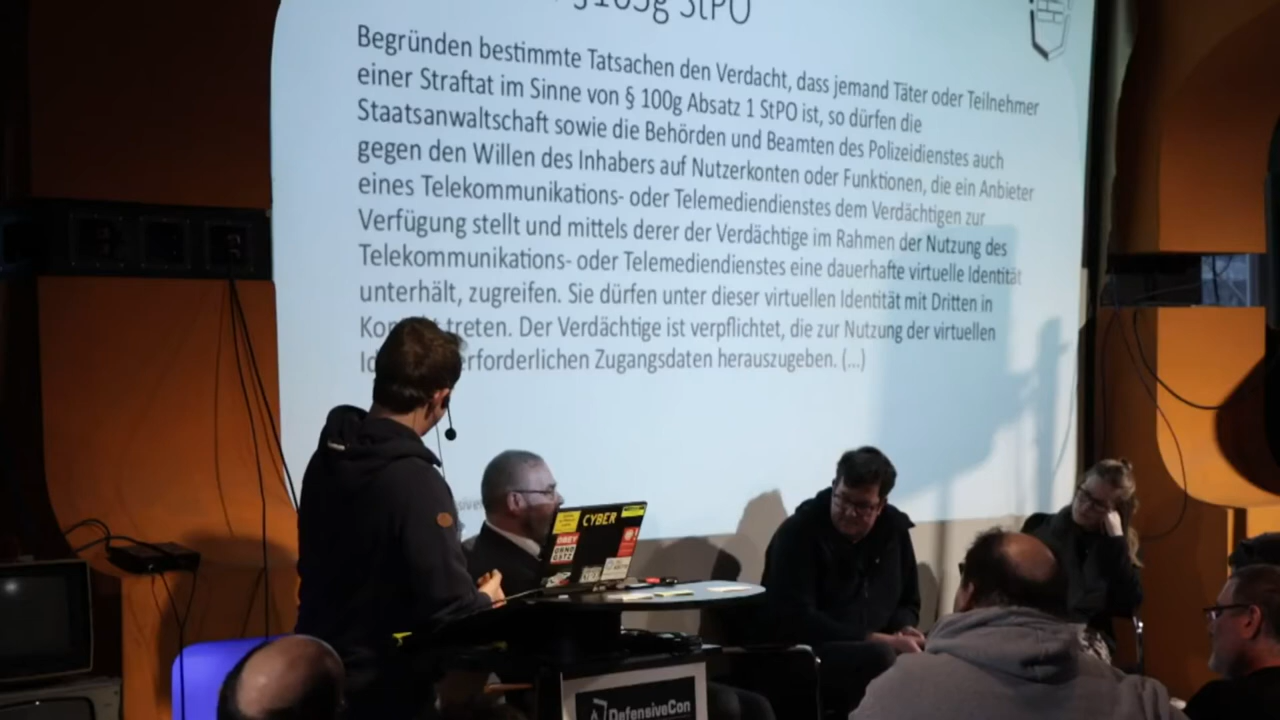 StPO
Begründen bestimmte Tatsachen den Verdacht, dass jemand Täter oder Teilnehmer
einer Straftat im Sinne von § 100g Absatz 1 StPO ist, so dürfen die
Staatsanwaltschaft sowie die Behörden und Beamten des Polizeidienstes auch
gegen den Willen des Inhabers auf Nutzerkonten oder Funktionen, die ein Anbieter
eines Telekommunikations- oder Telemediendienstes dem Verdächtigen zur
Verfügung stellt und mittels derer der Verdächtige im Rahmen der Nutzung des
Telekommunikations- oder Telemediendienstes eine dauerhafte virtuelle Identität
unterhält, zugreifen. Sie dürfen unter dieser virtuellen Identität mit Dritten in
treten. Der Verdächtige ist verpflichtet, die zur Nutzung der virtuellen
erforderlichen Zugangsdaten herauszugeben. (...)
CYBER
OBEY
DefensiveCon